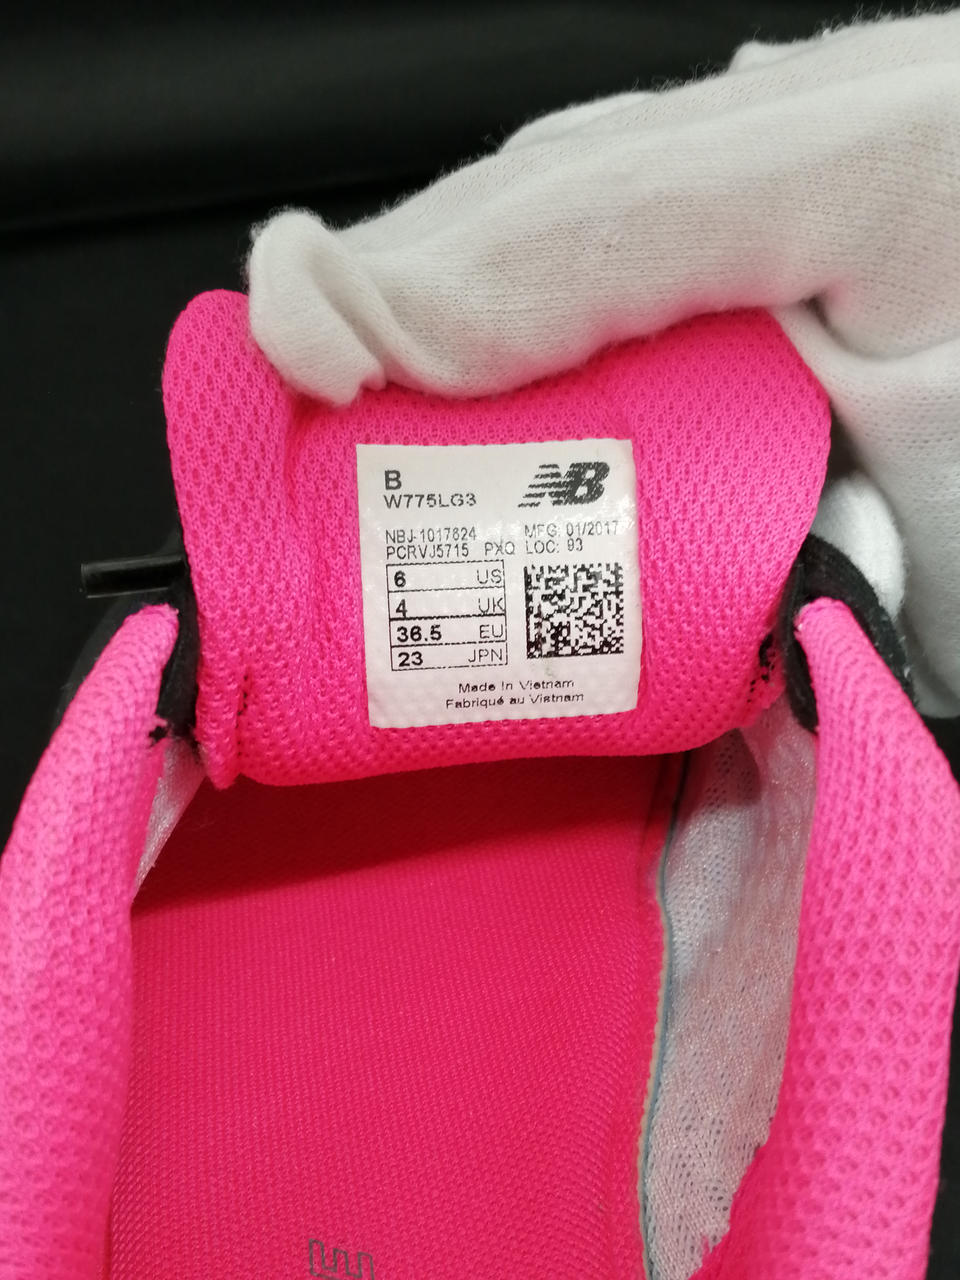 B
W775LG3
NB
NBJ-1017624 MFG: 01/2017
PCRVJ5715 PXQ LOC: 93
6 US
4 UK
36.5 EU
23 JPN
Made In Vietnam
Fabriqué au Vietnam